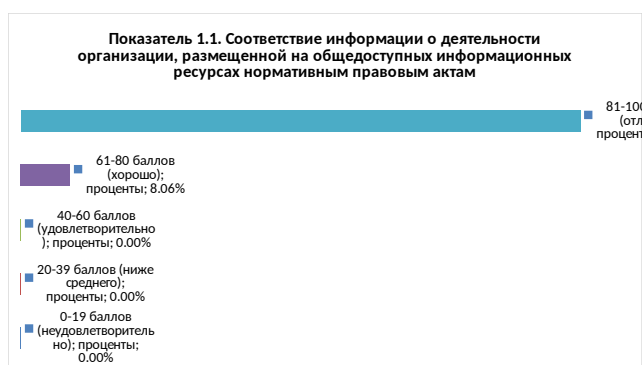 Показатель 1.1. Соответствие информации о деятельности
организации, размещенной на общедоступных информационных
ресурсах нормативным правовым актам
81-100
(отл
процент
61-80 баллов
(хорошо);
проценты; 8.06%
40-60 баллов
(удовлетворительно
); проценты; 0.00%
20-39 баллов (ниже
среднего);
проценты; 0.00%
0-19 баллов
(неудовлетворитель
но); проценты;
0.00%